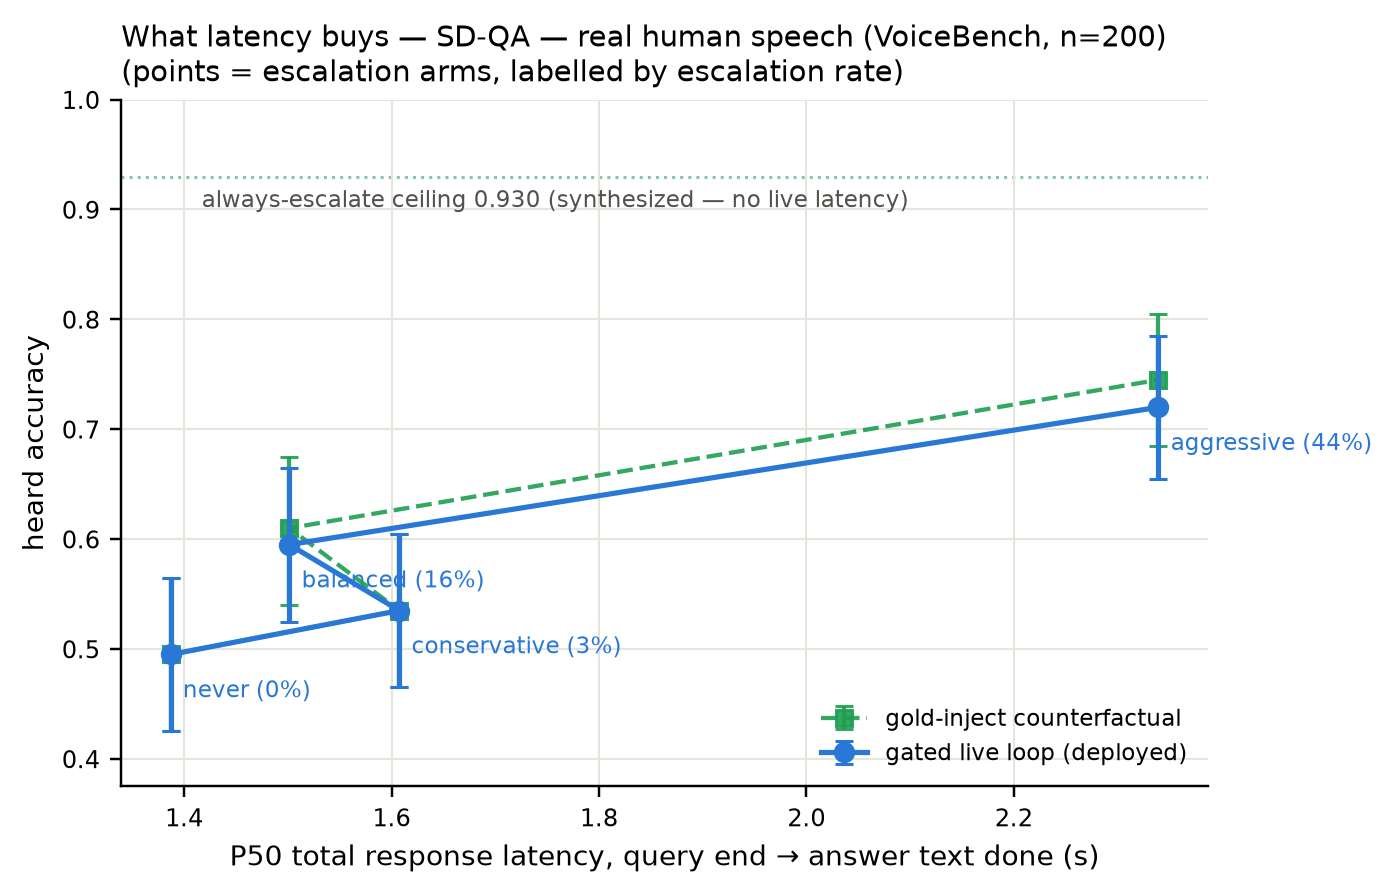 What latency buys — SD-QA — real human speech (VoiceBench, n=200)
(points = escalation arms, labelled by escalation rate)
1.0
0.9
0.8
0.7
0.6
0.5
0.4
heard accuracy
always-escalate ceiling 0.930 (synthesized — no live latency)
aggressive (44%)
balanced (16%)
conservative (3%)
never (0%)
gold-inject counterfactual
gated live loop (deployed)
1.4
1.6
1.8
2.0
2.2
P50 total response latency, query end → answer text done (s)